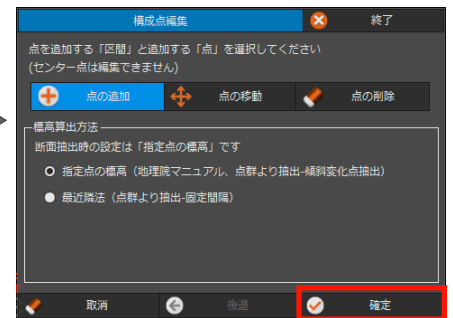 構成点編集 終了
点を追加する「区間」と追加する「点」を選択してください
(センター点は編集できません)
点の追加 点の移動 点の削除
標高算出方法
断面抽出時の設定は「指定点の標高」です
指定点の標高（地理院マニュアル、点群より抽出-傾斜変化点抽出）
最近隣法（点群より抽出-固定間隔）
取消 後退 確定